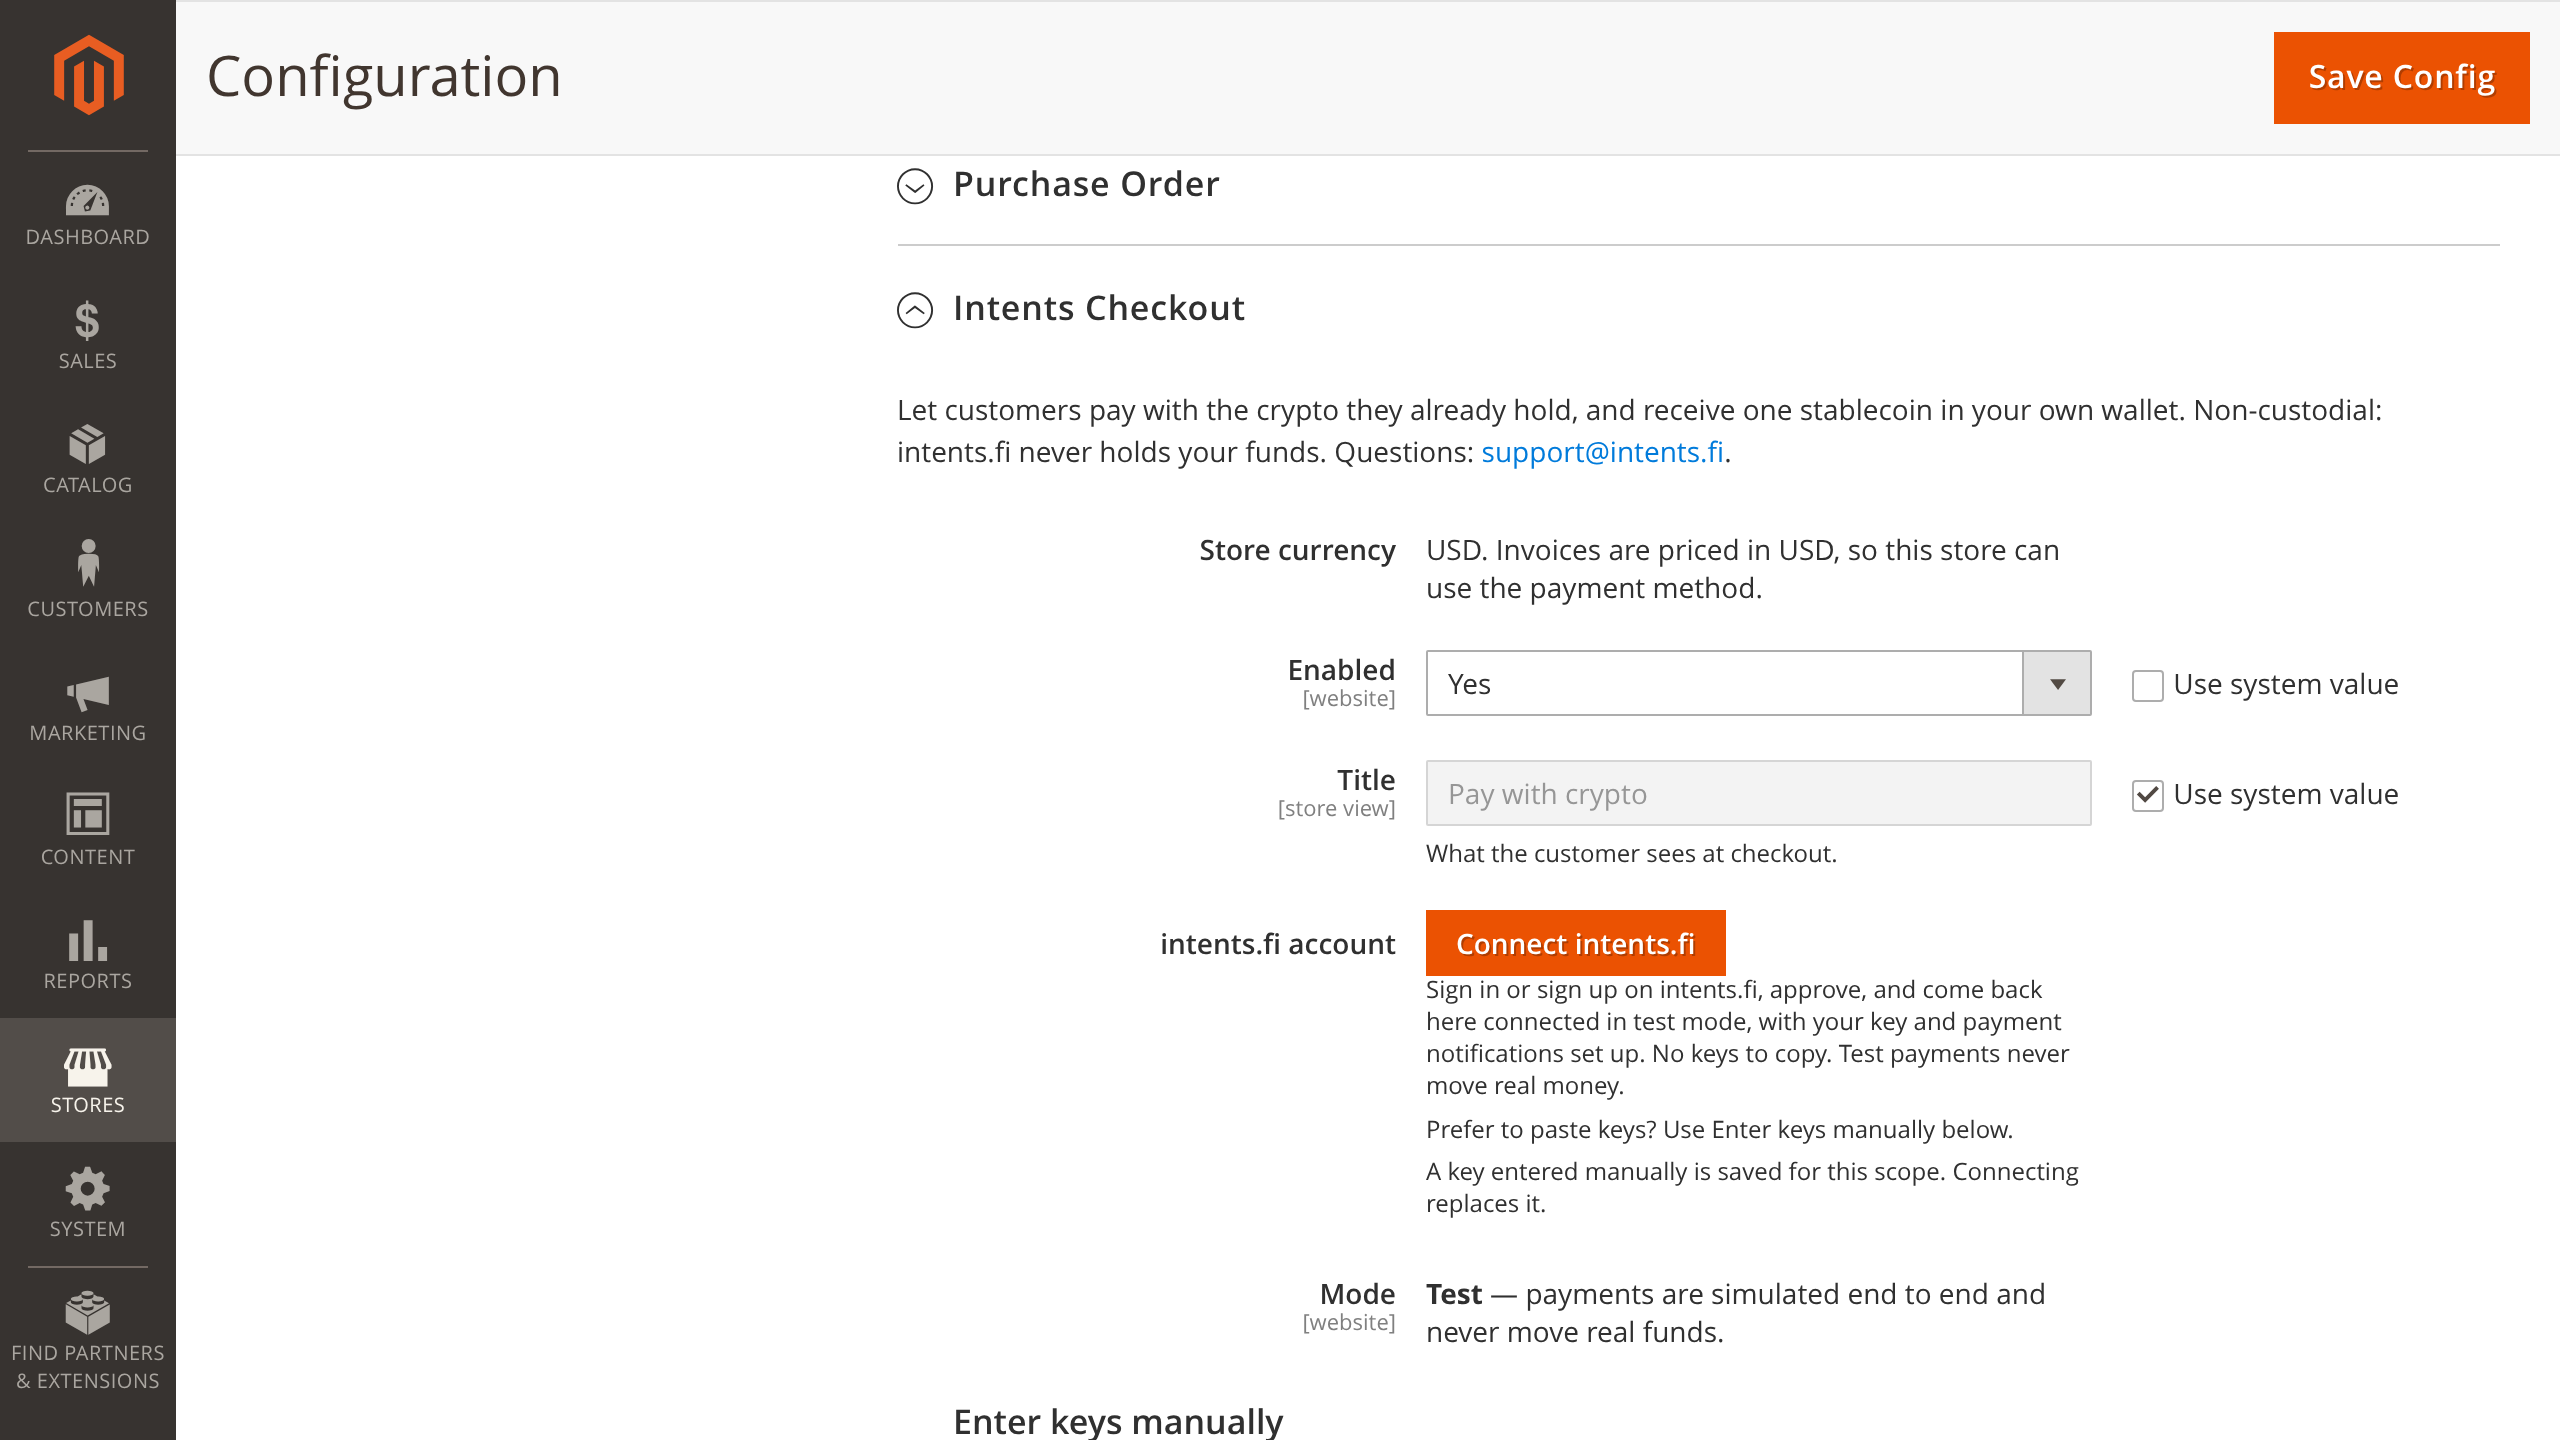 Configuration
Save Config
DASHBOARD
SALES
CATALOG
CUSTOMERS
MARKETING
CONTENT
REPORTS
STORES
SYSTEM
FIND PARTNERS
& EXTENSIONS
Purchase Order
Intents Checkout
Let customers pay with the crypto they already hold, and receive one stablecoin in your own wallet. Non-custodial:
intents.fi never holds your funds. Questions: support@intents.fi.
Store currency
USD. Invoices are priced in USD, so this store can
use the payment method.
Enabled
[website]
Yes
Use system value
Title
[store view]
Pay with crypto
Use system value
What the customer sees at checkout.
intents.fi account
Connect intents.fi
Sign in or sign up on intents.fi, approve, and come back
here connected in test mode, with your key and payment
notifications set up. No keys to copy. Test payments never
move real money.
Prefer to paste keys? Use Enter keys manually below.
A key entered manually is saved for this scope. Connecting
replaces it.
Mode
[website]
Test — payments are simulated end to end and
never move real funds.
Enter keys manually